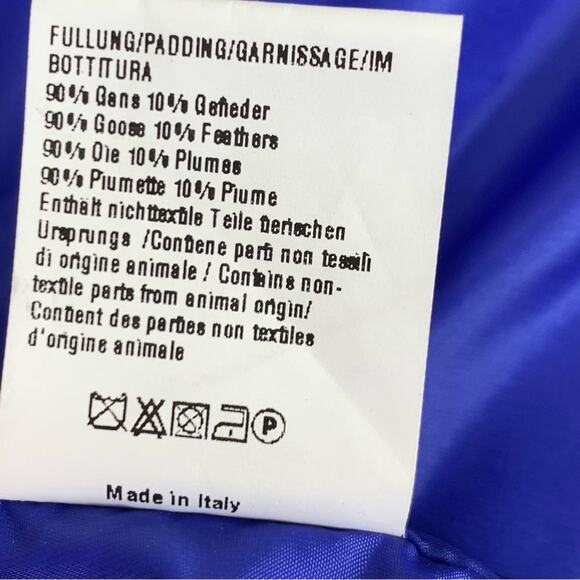 FULLUNG/PADDING/GARNISSAGE/IM
BOTTITURA
90% Gans 10% Gefieder
90% Goose 10% Feathers
90% Oie 10% Plumes
90% Piumette 10% Piume
Enthält nichttextile Teile tierischen
Ursprungs /Contiene parti non tessili
di origine animale / Contains non-
textile parts from animal origin/
Contient des parties non textiles
d'origine animale
P
Made in Italy